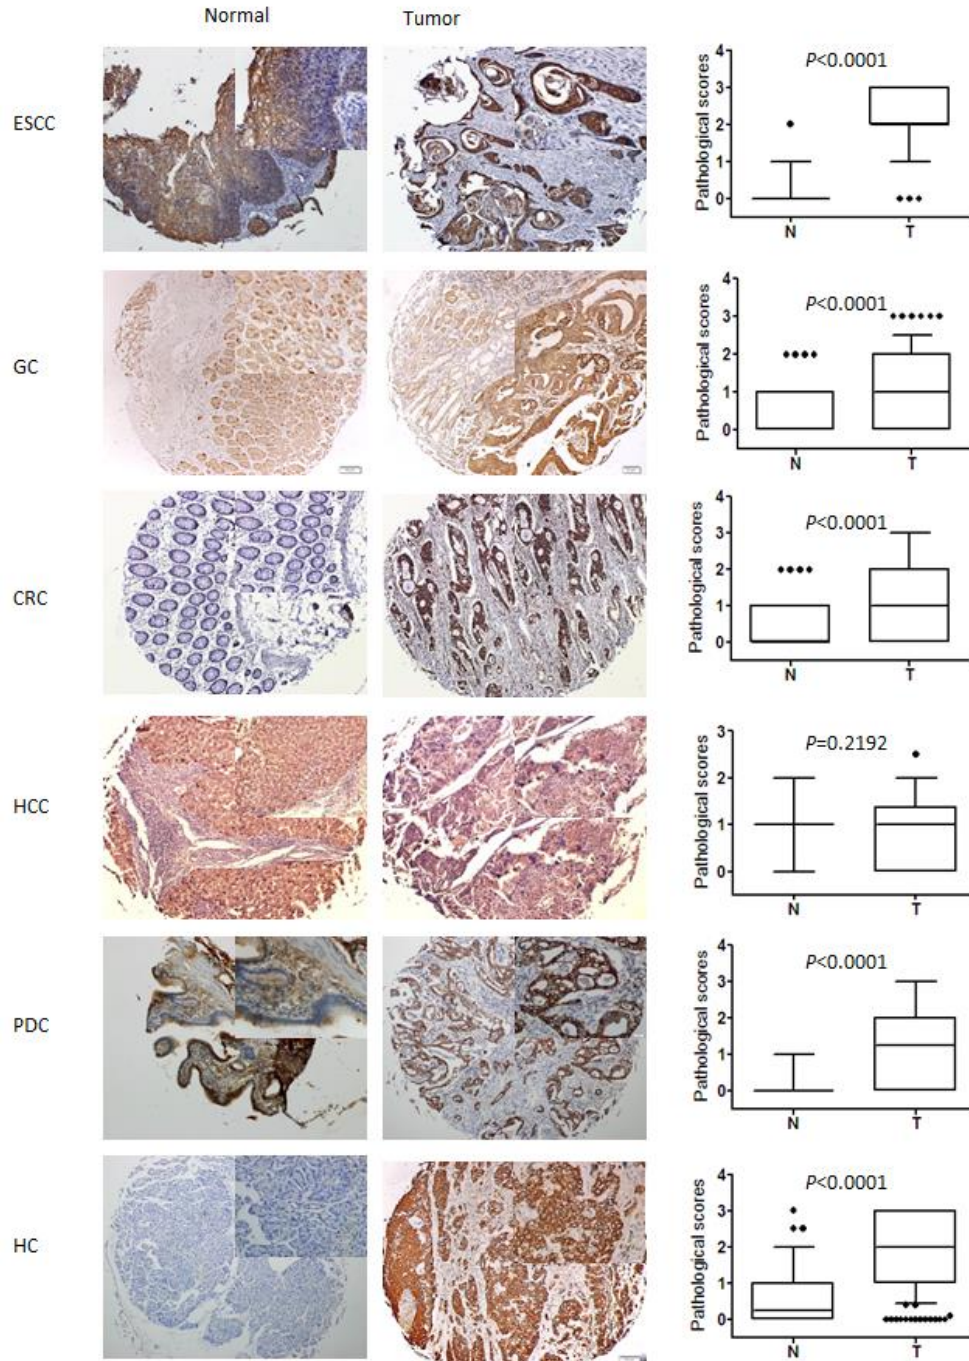 Normal Tumor
ESCC
Pathological scores
4
3
2
1
0
P<0.0001
N T
GC
Pathological scores
4
3
2
1
0
P<0.0001
N T
CRC
Pathological scores
4
3
2
1
0
P<0.0001
N T
HCC
Pathological scores
3
2
1
0
P=0.2192
N T
PDC
Pathological scores
4
3
2
1
0
P<0.0001
N T
HC
Pathological scores
4
3
2
1
0
P<0.0001
N T